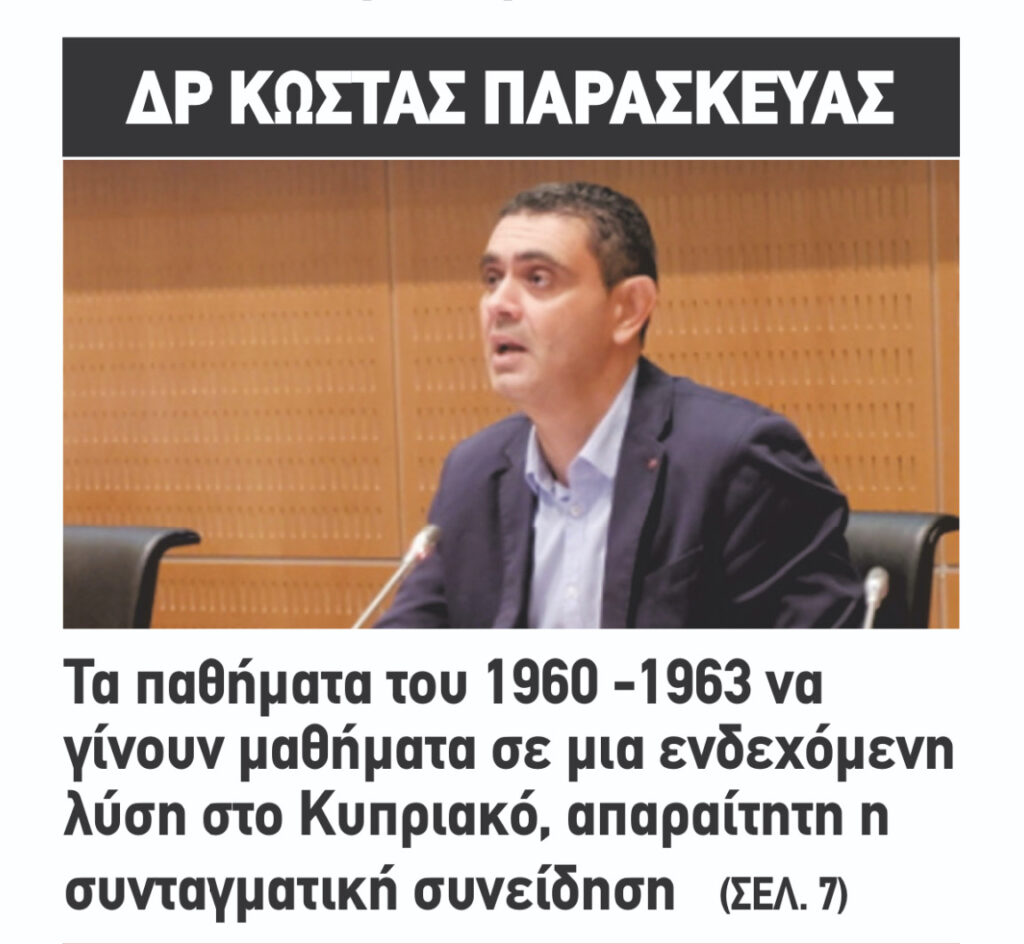 ΔΡ ΚΩΣΤΑΣ ΠΑΡΑΣΚΕΥΑΣ
Τα παθήματα του 1960 -1963 να
γίνουν μαθήματα σε μια ενδεχόμενη
λύση στο Κυπριακό, απαραίτητη η
συνταγματική συνείδηση (ΣΕΛ. 7)